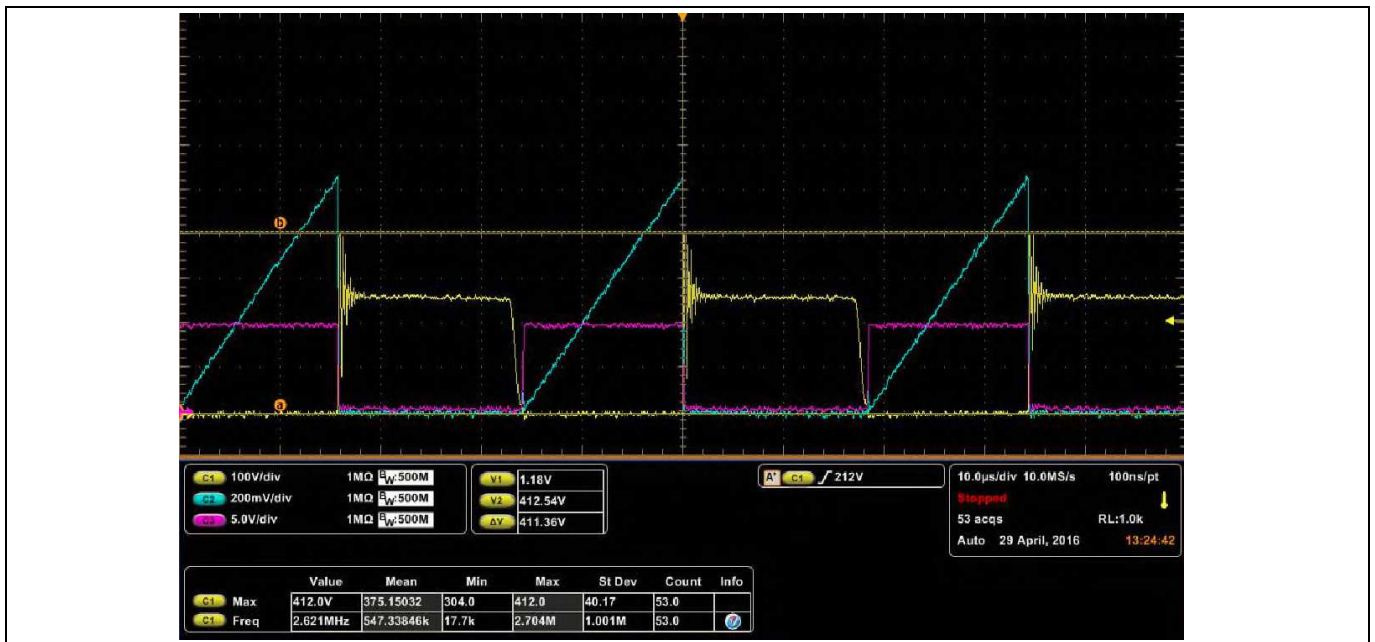 b
a
C1 100V/div 1MΩ BW:500M
C2 200mV/div 1MΩ BW:500M
C3 5.0V/div 1MΩ BW:500M
V1 1.18V
V2 412.54V
ΔV 411.36V
A' C1 212V
10.0µs/div 10.0MS/s 100ns/pt
Stopped
53 acqs RL:1.0k
Auto 29 April, 2016 13:24:42
Value Mean Min Max St Dev Count Info
C1 Max 412.0V 375.15032 304.0 412.0 40.17 53.0
C1 Freq 2.621MHz 547.33846k 17.7k 2.704M 1.001M 53.0